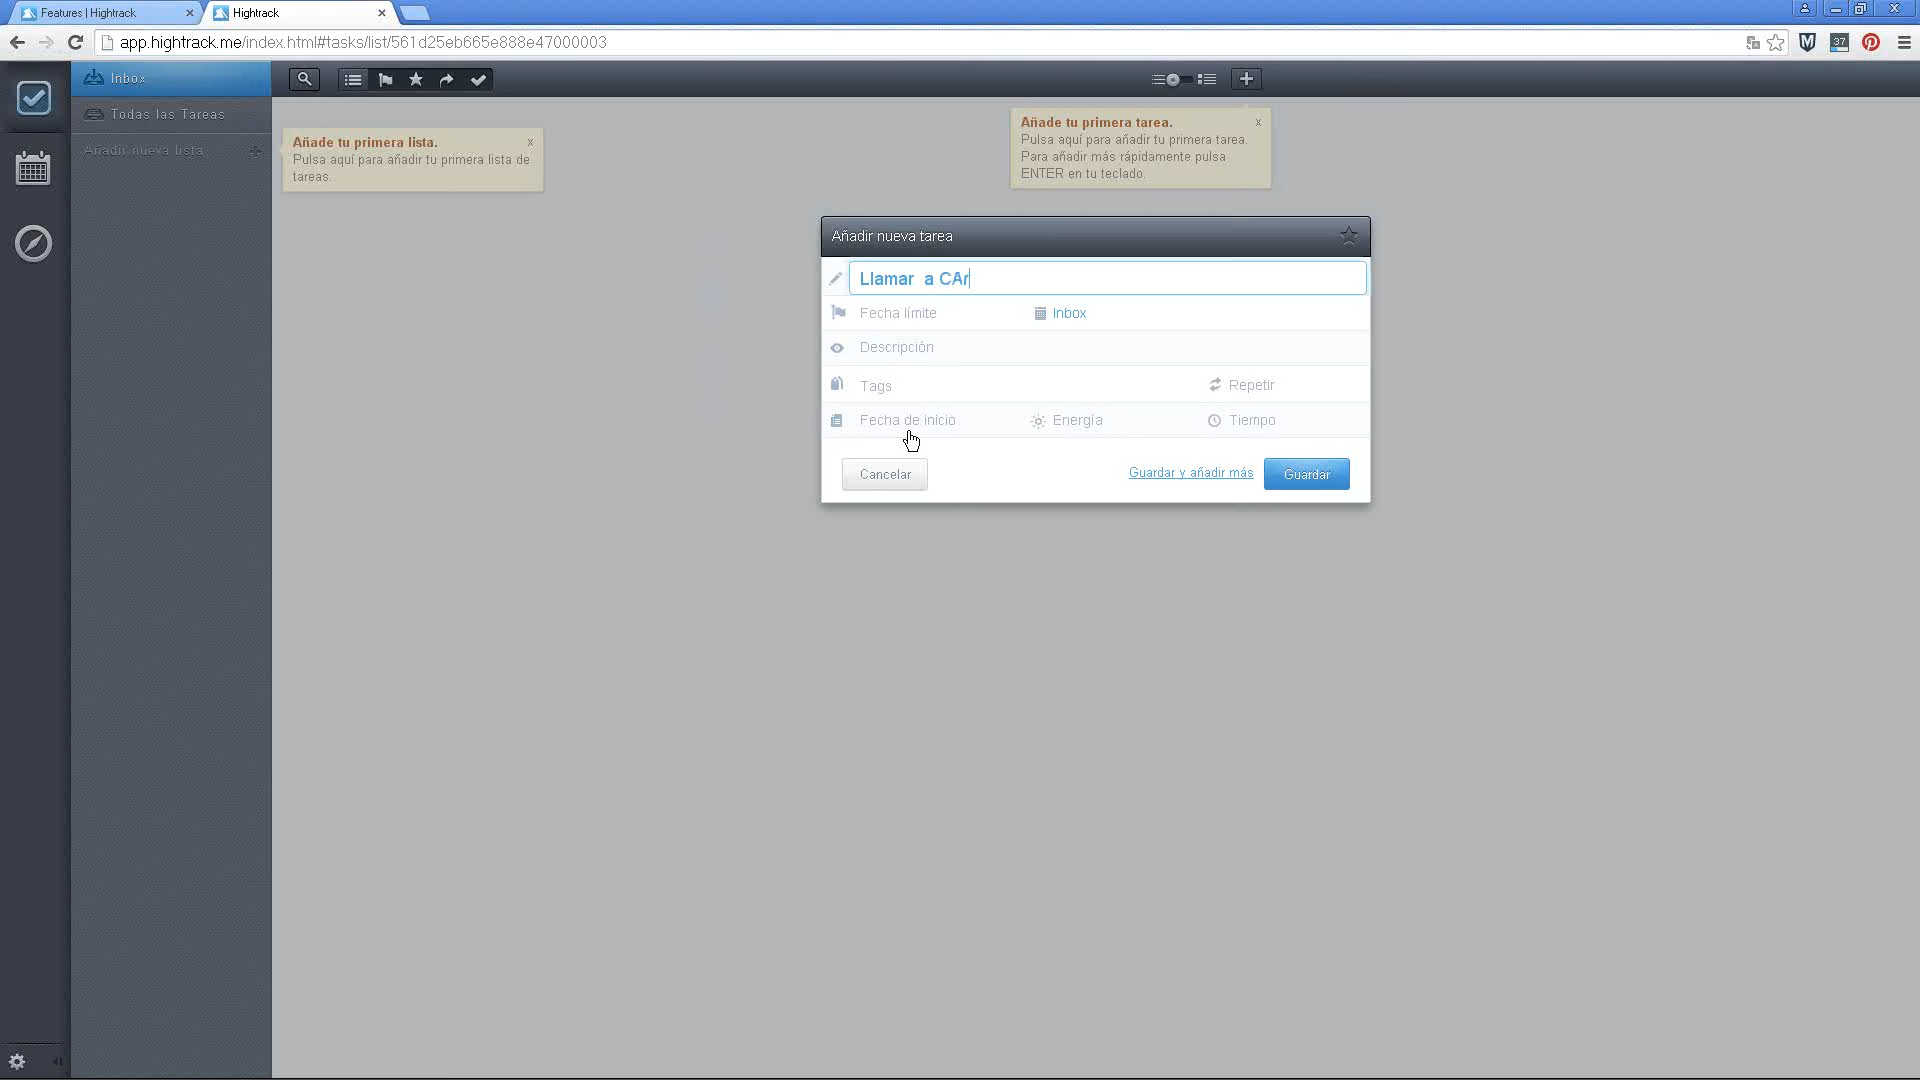 Features | Hightrack
Hightrack
app.hightrack.me/index.html#tasks/list/561d25eb665e888e47000003
37
Inbox
Todas las Tareas
Añadir nueva lista
Añade tu primera lista. x
Pulsa aquí para añadir tu primera lista de
tareas.
Añade tu primera tarea. x
Pulsa aquí para añadir tu primera tarea.
Para añadir más rápidamente pulsa
ENTER en tu teclado.
Añadir nueva tarea
Llamar  a CAr
Fecha límite Inbox
Descripción
Tags Repetir
Fecha de inicio Energía Tiempo
Cancelar Guardar y añadir más Guardar